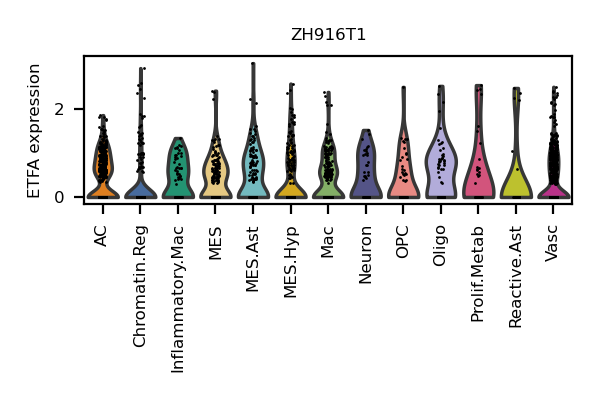 ZH916T1
ETFA expression
2
0
AC
Chromatin.Reg
Inflammatory.Mac
MES
MES.Ast
MES.Hyp
Mac
Neuron
OPC
Oligo
Prolif.Metab
Reactive.Ast
Vasc